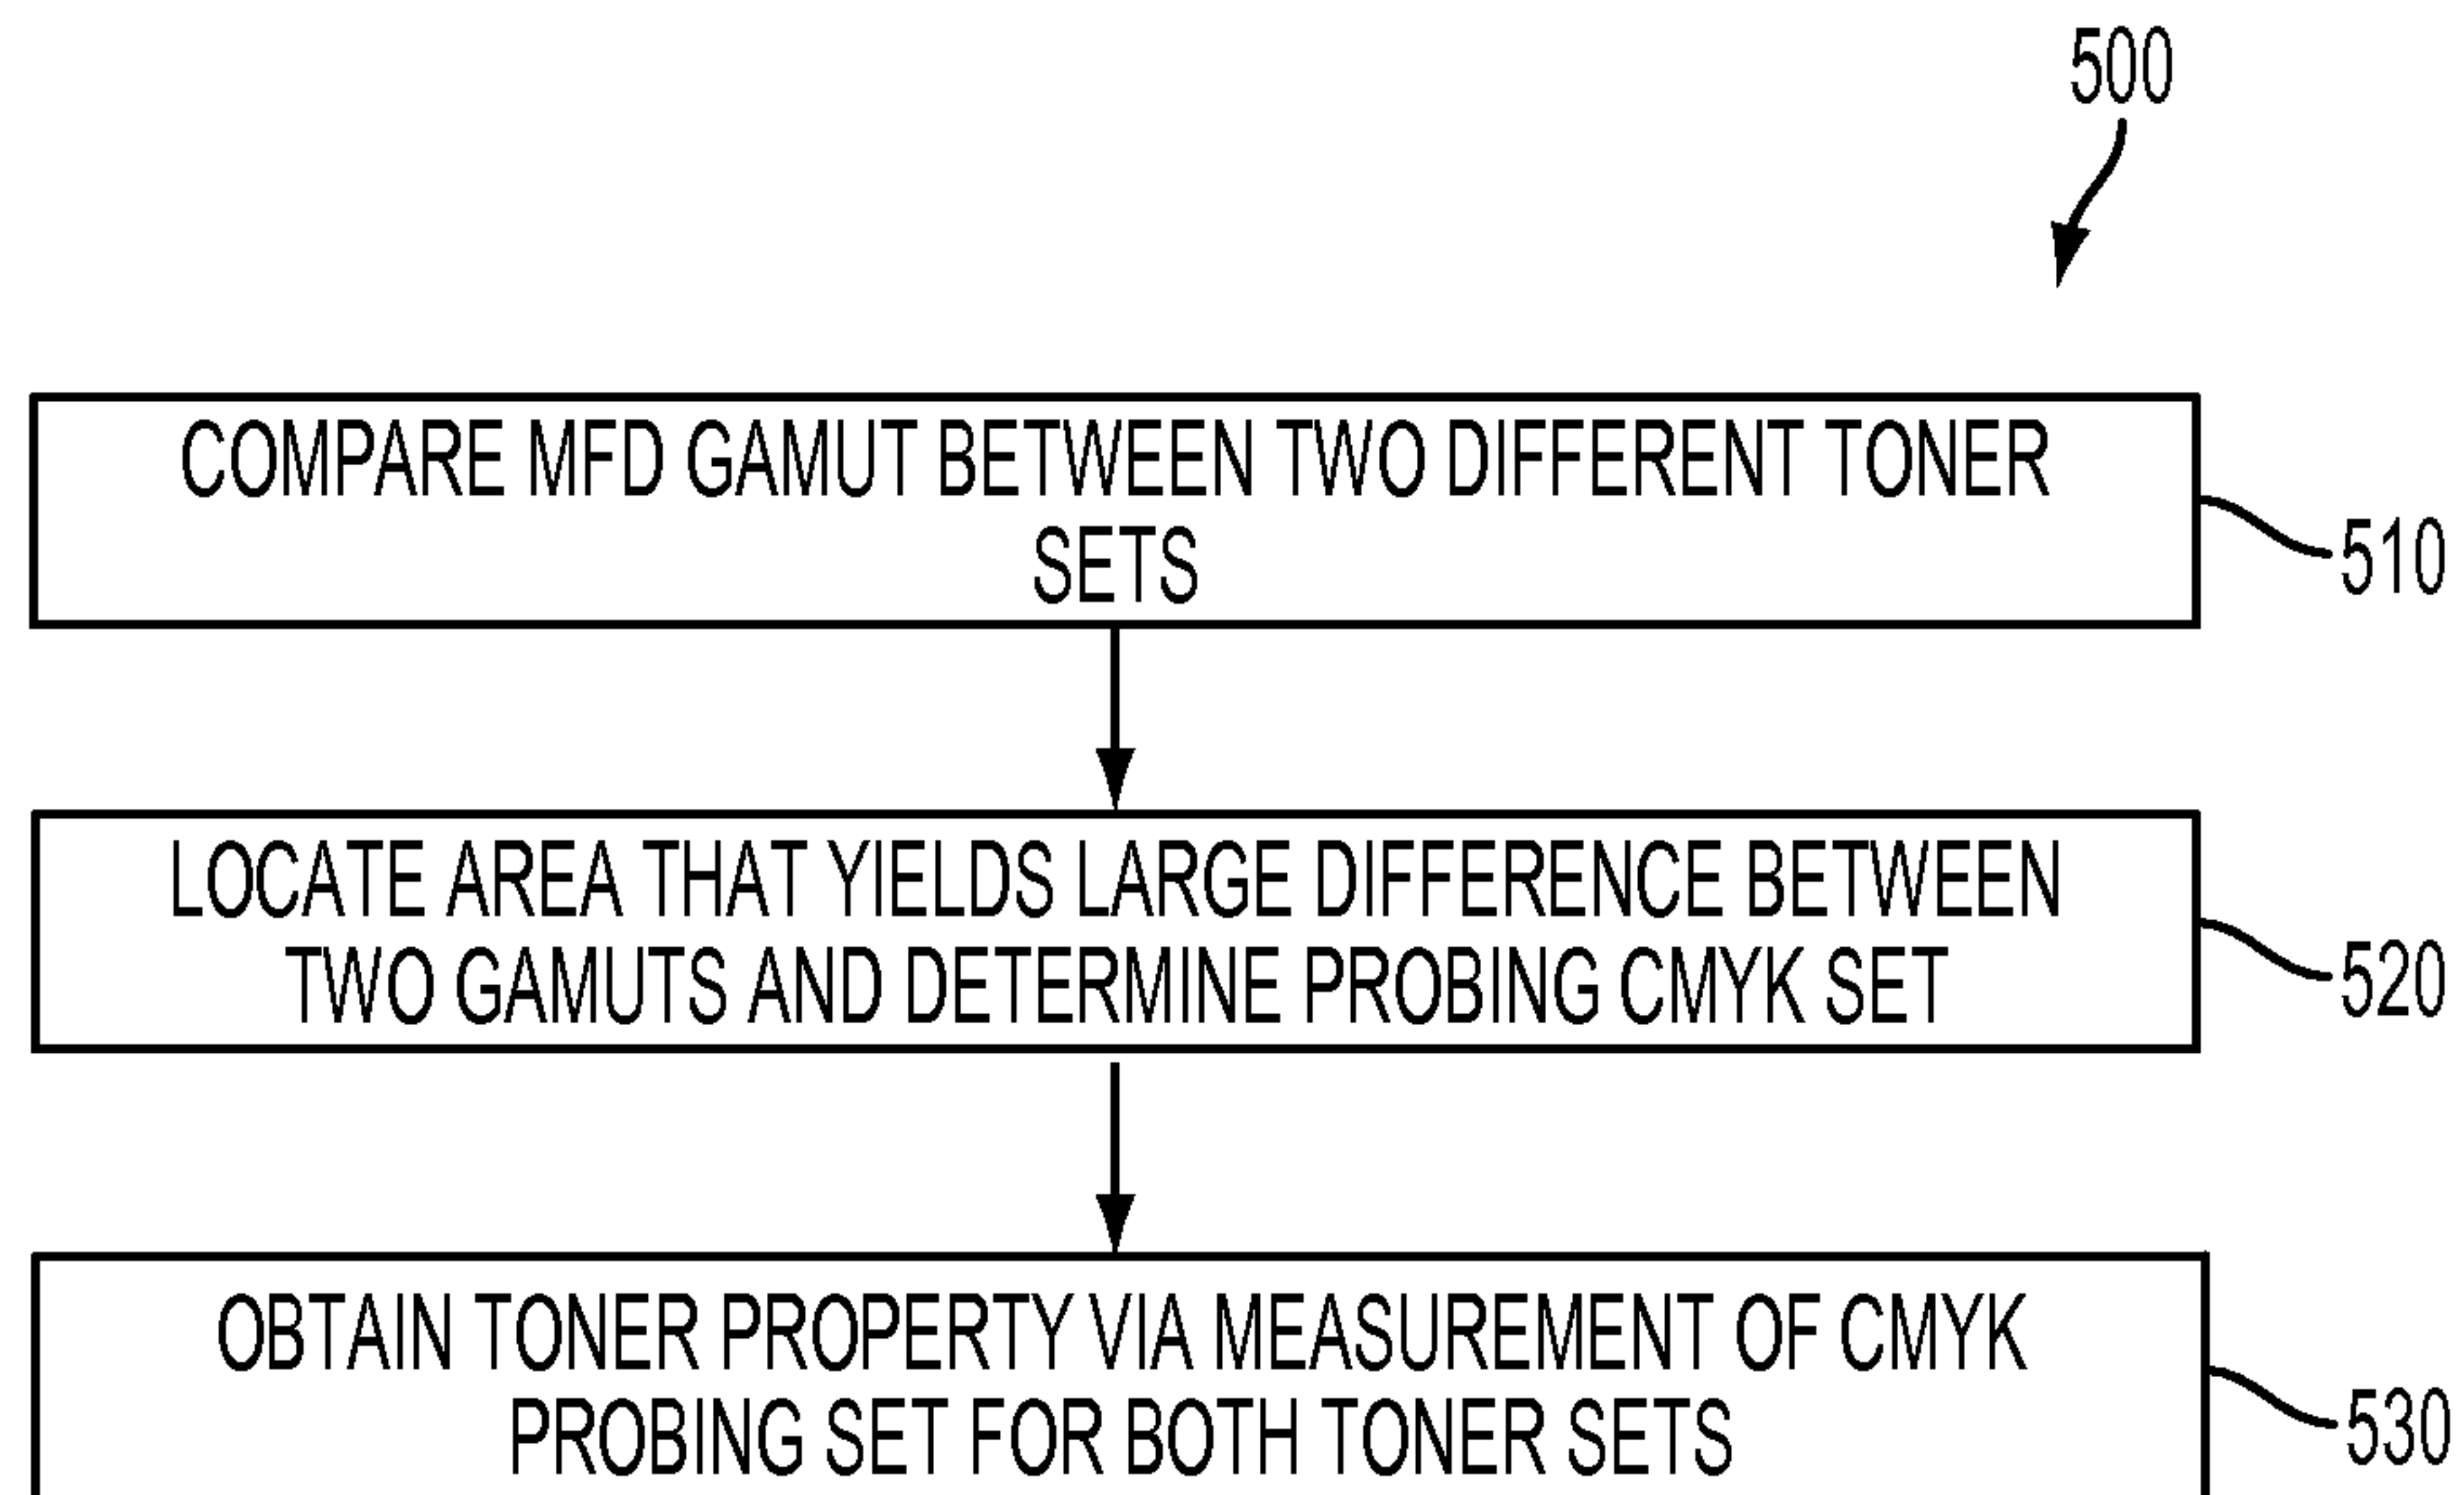 500
COMPARE MFD GAMUT BETWEEN TWO DIFFERENT TONER
SETS
510
LOCATE AREA THAT YIELDS LARGE DIFFERENCE BETWEEN
TWO GAMUTS AND DETERMINE PROBING CMYK SET
520
OBTAIN TONER PROPERTY VIA MEASUREMENT OF CMYK
PROBING SET FOR BOTH TONER SETS
530